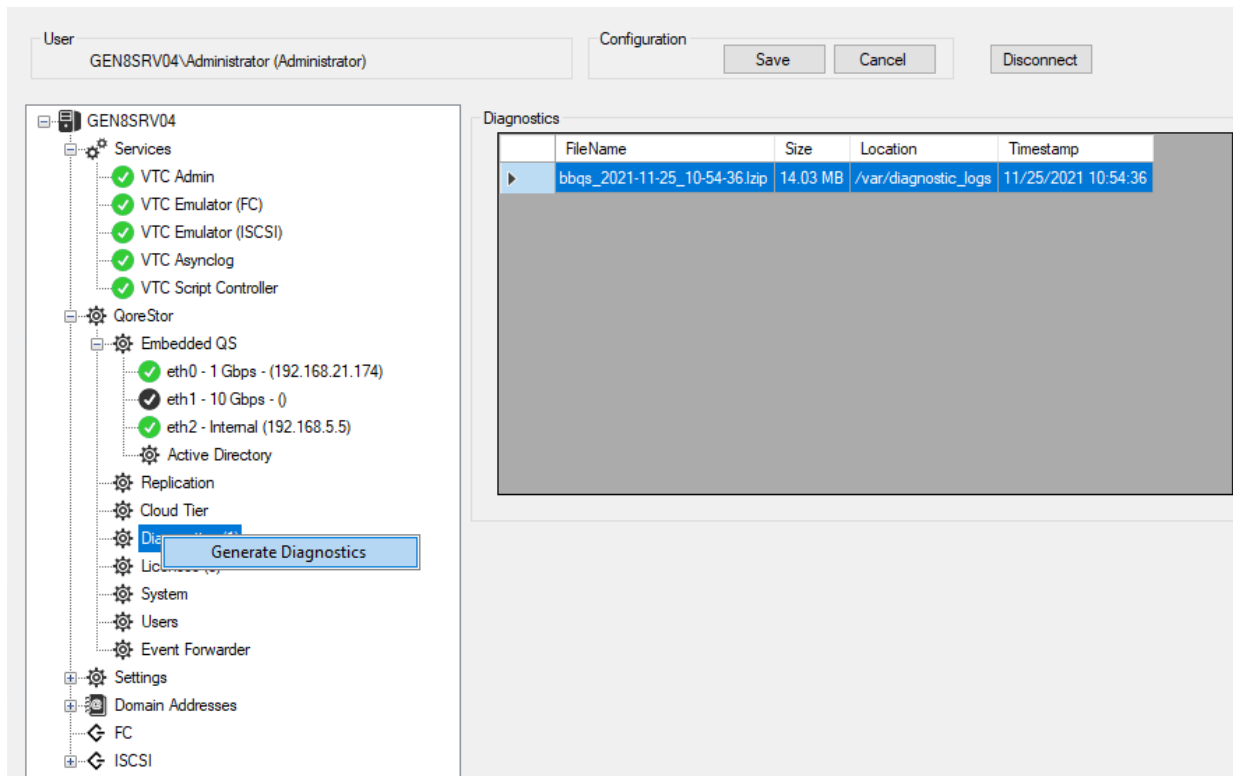 User
GEN8SRV04\Administrator (Administrator)
Configuration
Save
Cancel
Disconnect
GEN8SRV04
Services
VTC Admin
VTC Emulator (FC)
VTC Emulator (ISCSI)
VTC Asynclog
VTC Script Controller
QoreStor
Embedded QS
eth0 - 1 Gbps - (192.168.21.174)
eth1 - 10 Gbps - ()
eth2 - Internal (192.168.5.5)
Active Directory
Replication
Cloud Tier
Generate Diagnostics
System
Users
Event Forwarder
Settings
Domain Addresses
FC
ISCSI
Diagnostics
FileName Size Location Timestamp
bbqs_2021-11-25_10-54-36.lzip 14.03 MB /var/diagnostic_logs 11/25/2021 10:54:36